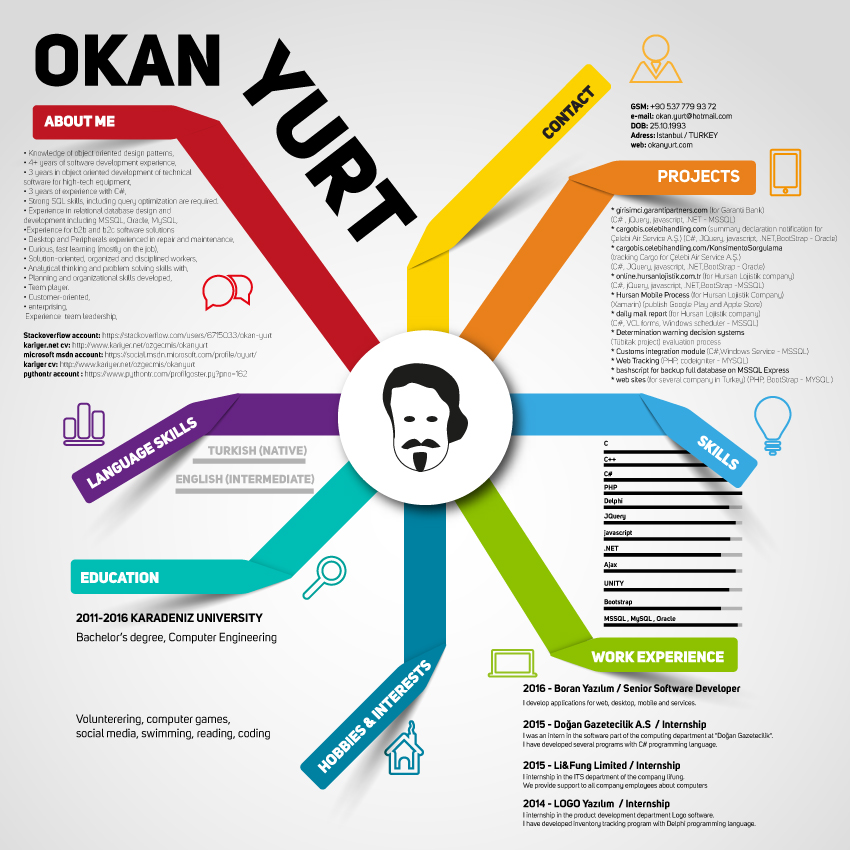 OKAN
YURT
ABOUT ME
• Knowledge of object oriented design patterns,
• 4+ years of software development experience,
• 3 years in object oriented development of technical
software for high-tech equipment,
• 3 years of experience with C#,
• Strong SQL skills, including query optimization are required.
• Experience in relational database design and
development including MSSQL, Oracle, MySQL,
•Experience for b2b and b2c software solutions
• Desktop and Peripherals experienced in repair and maintenance,
• Curious, fast learning (mostly on the job),
• Solution-oriented, organized and disciplined workers,
• Analytical thinking and problem solving skills with,
• Planning and organizational skills developed,
• Team player.
• Customer-oriented,
• enterprising,
Experience team leadership,
Stackoverflow account: https://stackoverflow.com/users/6715033/okan-yurt
kariyer.net cv: http://www.kariyer.net/ozgecmis/okanyurt
microsoft msdn account: https://social.msdn.microsoft.com/profile/oyurt/
kariyer cv: http://www.kariyer.net/ozgecmis/okanyurt
pythontr account : https://www.pythontr.com/profilgoster.py?pno=162
CONTACT
GSM: +90 537 779 93 72
e-mail: okan.yurt@hotmail.com
DOB: 25.10.1993
Adress: İstanbul / TURKEY
web: okanyurt.com
PROJECTS
* girisimci.garantipartners.com (for Garanti Bank)
(C# , jQuery, javascript, .NET - MSSQL)
* cargobis.celebihandling.com (summary declaration notification for
Çelebi Air Service A.Ş.) (C#, JQuery, javascript, .NET,BootStrap - Oracle)
* cargobis.celebihandling.com/KonsimentoSorgulama
(tracking Cargo for Çelebi Air Service A.Ş.)
(C#, JQuery, javascript, .NET,BootStrap - Oracle)
* online.hursanlojistik.com.tr (for Hursan Lojistik company)
(C#, jQuery, javascript, .NET,BootStrap -MSSQL)
* Hursan Mobile Process (for Hursan Lojistik Company)
(Xamarin) (publish Google Play and Apple Store)
* daily mail report (for Hursan Lojistik company)
(C#, VCL forms, Windows scheduler - MSSQL)
* Determination warning decision systems
(Tübitak project) evaluation process
* Customs integration module (C#,Windows Service - MSSQL)
* Web Tracking (PHP, codeigniter - MYSQL)
* bashscript for backup full database on MSSQL Express
* web sites (for several company in Turkey) (PHP, BootStrap - MYSQL )
LANGUAGE SKILLS
TURKISH (NATIVE)
ENGLISH (INTERMEDIATE)
SKILLS
C
C++
C#
PHP
Delphi
JQuery
javascript
.NET
Ajax
UNITY
Bootstrap
MSSQL , MySQL , Oracle
EDUCATION
2011-2016 KARADENIZ UNIVERSITY
Bachelor's degree, Computer Engineering
HOBBIES & INTERESTS
Volunterering, computer games,
social media, swimming, reading, coding
WORK EXPERIENCE
2016 - Boran Yazılım / Senior Software Developer
I develop applications for web, desktop, mobile and services.
2015 - Doğan Gazetecilik A.S / Internship
I was an intern in the software part of the computing department at "Doğan Gazetecilik".
I have developed several programs with C# programming language.
2015 - Li&Fung Limited / Internship
I internship in the ITS department of the company lifung.
We provide support to all company employees about computers
2014 - LOGO Yazılım / Internship
I internship in the product development department Logo software.
I have developed inventory tracking program with Delphi programming language.